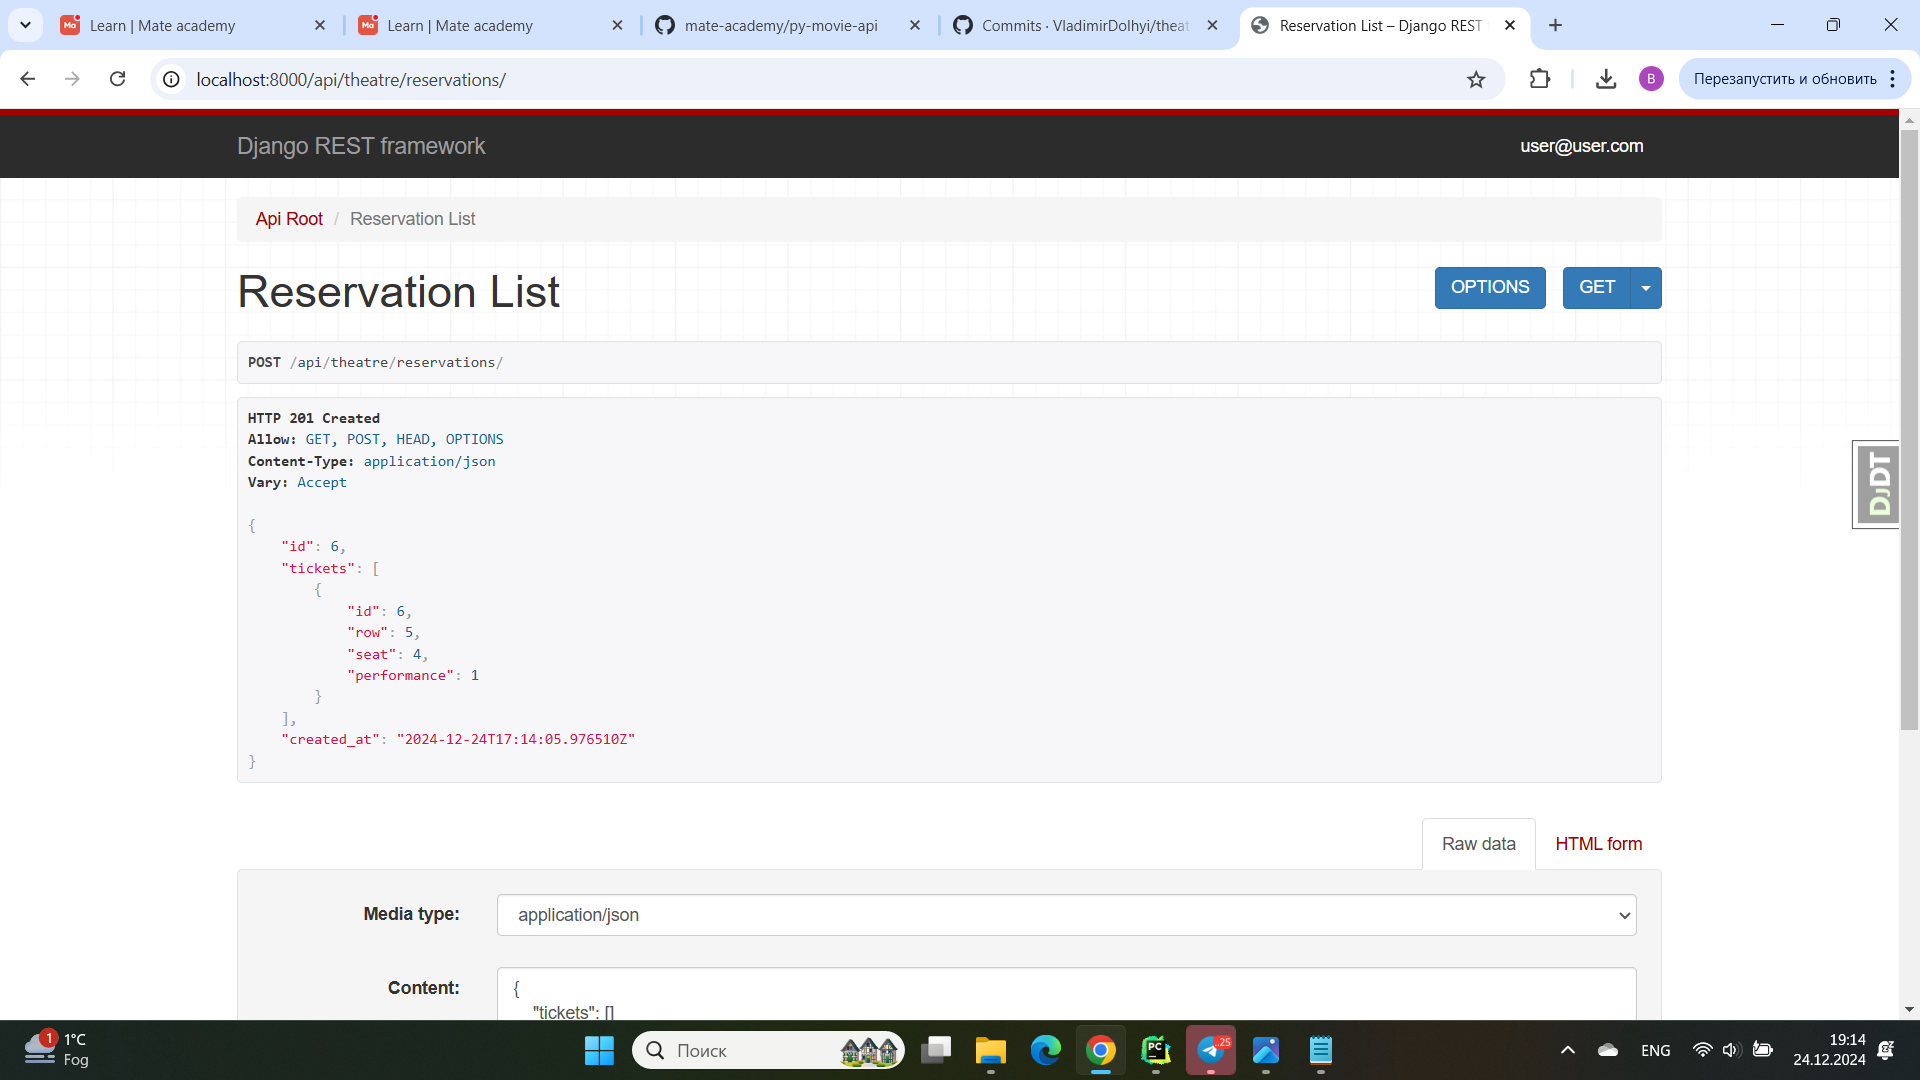 Learn | Mate academy
Learn | Mate academy
mate-academy/py-movie-api
Commits · VladimirDolhyi/theat
Reservation List – Django REST
localhost:8000/api/theatre/reservations/
B
Перезапустить и обновить
Django REST framework
user@user.com
Api Root / Reservation List
Reservation List
OPTIONS
GET
POST /api/theatre/reservations/
HTTP 201 Created
Allow: GET, POST, HEAD, OPTIONS
Content-Type: application/json
Vary: Accept
{
"id": 6,
"tickets": [
{
"id": 6,
"row": 5,
"seat": 4,
"performance": 1
}
],
"created_at": "2024-12-24T17:14:05.976510Z"
}
DjDT
Raw data
HTML form
Media type:
application/json
Content:
{
"tickets": []
1
1°C
Fog
Поиск
PC
25
ENG
19:14
24.12.2024